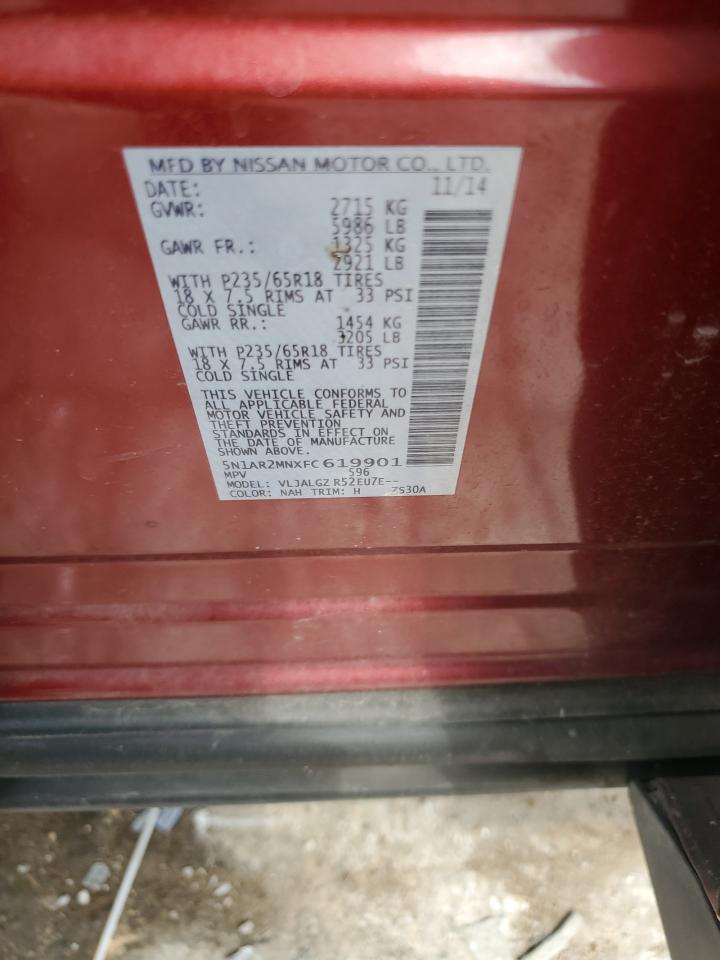 MFD BY NISSAN MOTOR CO., LTD.
DATE: 11/14
GVWR: 2715 KG
5986 LB
GAWR FR.: 1325 KG
2921 LB
WITH P235/65R18 TIRES
18 X 7.5 RIMS AT 33 PSI
COLD SINGLE
GAWR RR.: 1454 KG
3205 LB
WITH P235/65R18 TIRES
18 X 7.5 RIMS AT 33 PSI
COLD SINGLE
THIS VEHICLE CONFORMS TO
ALL APPLICABLE FEDERAL
MOTOR VEHICLE SAFETY AND
THEFT PREVENTION
STANDARDS IN EFFECT ON
THE DATE OF MANUFACTURE
SHOWN ABOVE.
5N1AR2MNXFC619901
MPV 596
MODEL: VLJALGZ R52EU7E--
COLOR: NAH TRIM: H 7S30A